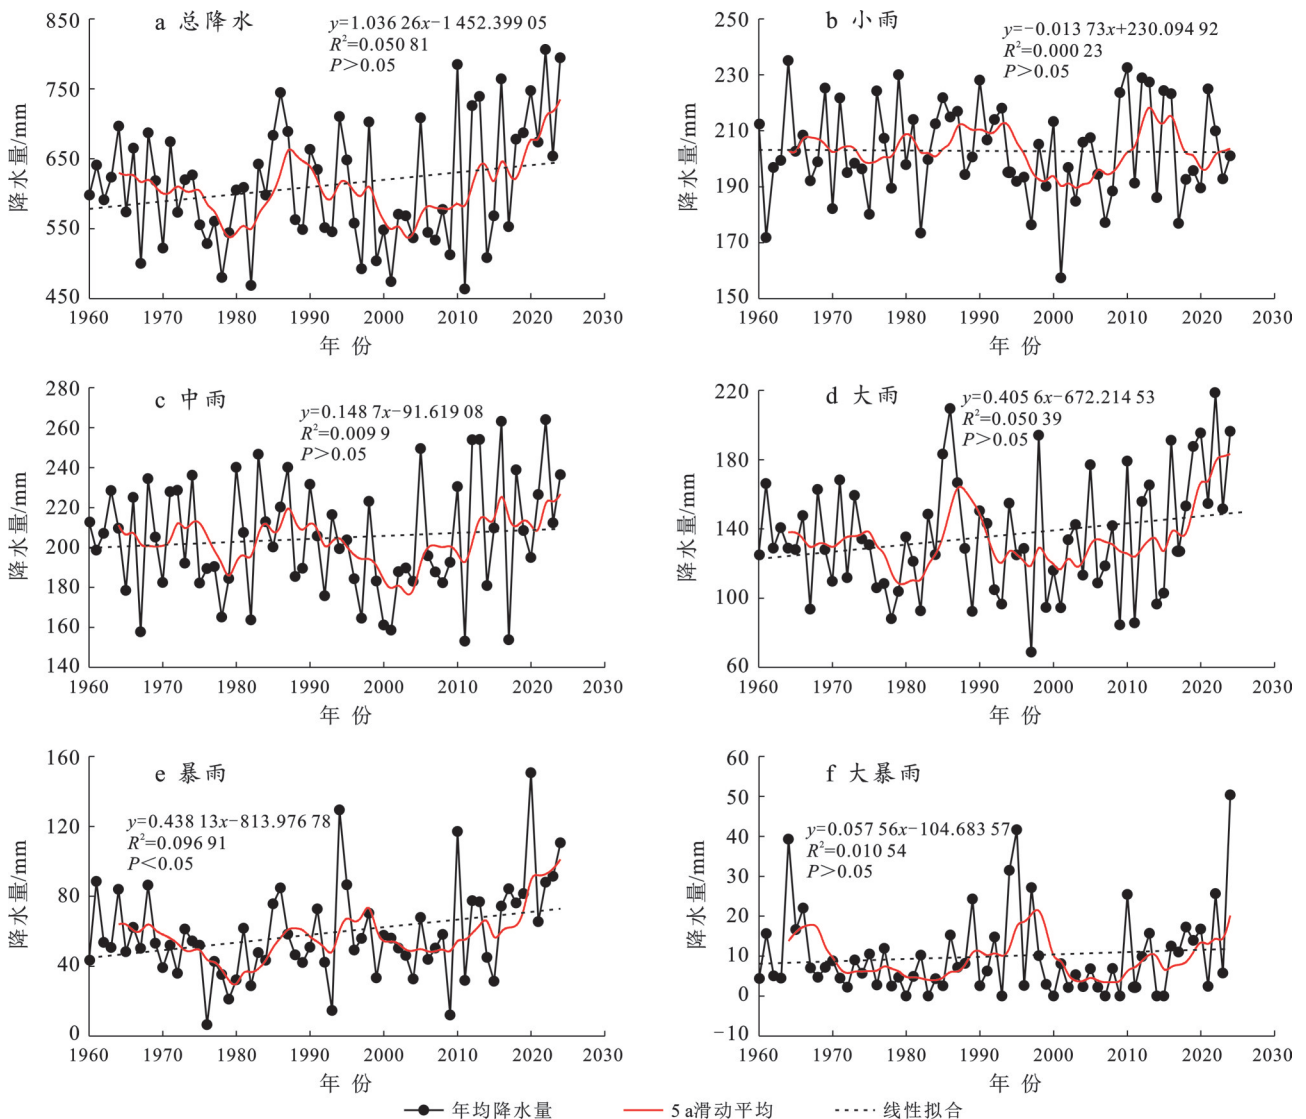 a 总降水
y=1.036 26x−1 452.399 05
R²=0.050 81
P>0.05
降水量/mm
850
750
650
550
450
1960 1970 1980 1990 2000 2010 2020 2030
年 份
b 小雨
y=−0.013 73x+230.094 92
R²=0.000 23
P>0.05
降水量/mm
250
230
210
190
170
150
1960 1970 1980 1990 2000 2010 2020 2030
年 份
c 中雨
y=0.148 7x−91.619 08
R²=0.009 9
P>0.05
降水量/mm
280
260
240
220
200
180
160
140
1960 1970 1980 1990 2000 2010 2020 2030
年 份
d 大雨
y=0.405 6x−672.214 53
R²=0.050 39
P>0.05
降水量/mm
220
180
140
100
60
1960 1970 1980 1990 2000 2010 2020 2030
年 份
e 暴雨
y=0.438 13x−813.976 78
R²=0.096 91
P<0.05
降水量/mm
160
120
80
40
0
1960 1970 1980 1990 2000 2010 2020 2030
年 份
f 大暴雨
y=0.057 56x−104.683 57
R²=0.010 54
P>0.05
降水量/mm
60
50
40
30
20
10
0
−10
1960 1970 1980 1990 2000 2010 2020 2030
年 份
年均降水量 5 a滑动平均 线性拟合